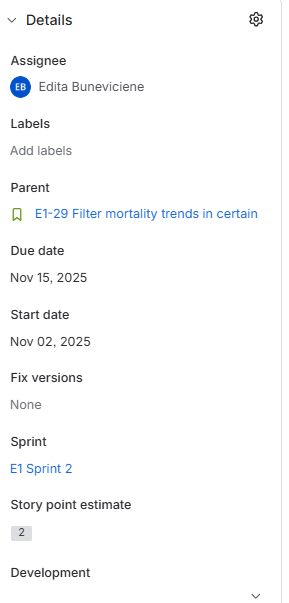 Details
Assignee
EB Edita Buneviciene
Labels
Add labels
Parent
E1-29 Filter mortality trends in certain
Due date
Nov 15, 2025
Start date
Nov 02, 2025
Fix versions
None
Sprint
E1 Sprint 2
Story point estimate
2
Development